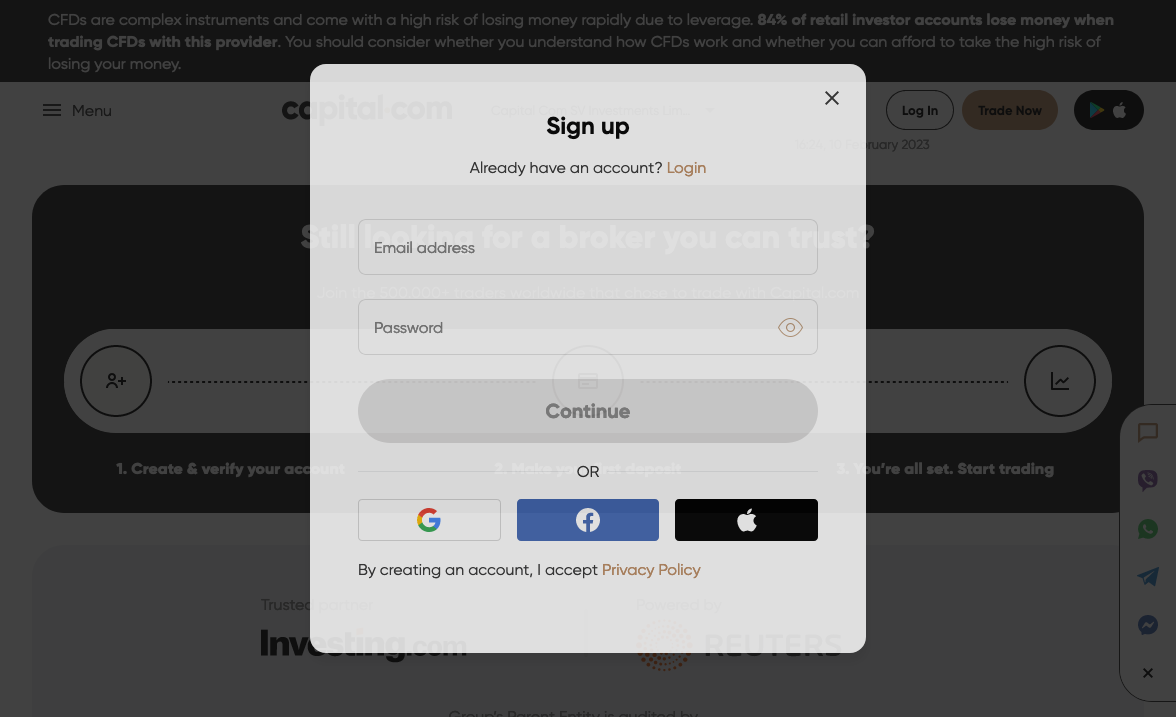 CFDs are complex instruments and come with a high risk of losing money rapidly due to leverage. 84% of retail investor accounts lose money when
trading CFDs with this provider. You should consider whether you understand how CFDs work and whether you can afford to take the high risk of
losing your money.
Menu
capital.com
Log In
Trade Now
February 2023
Sign up
Already have an account? Login
Still looking for a broker you can trust?
Email address
Join the 500,000+ traders worldwide that chose to trade with Capital.com
Password
Continue
1. Create & verify your account
2. Make your first deposit
3. You're all set. Start trading
OR
By creating an account, I accept Privacy Policy
Trusted partner
Powered by
Investing.com
REUTERS
Group's Parent Entity is audited by